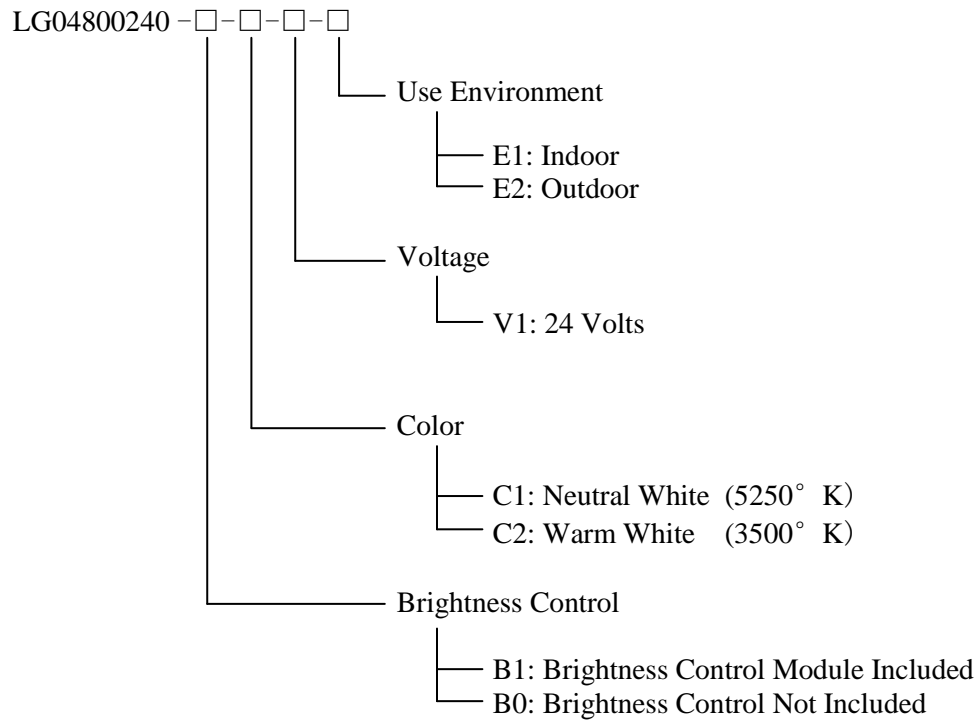 LG04800240 -□-□-□-□
Use Environment
E1: Indoor
E2: Outdoor
Voltage
V1: 24 Volts
Color
C1: Neutral White (5250° K）
C2: Warm White (3500° K）
Brightness Control
B1: Brightness Control Module Included
B0: Brightness Control Not Included